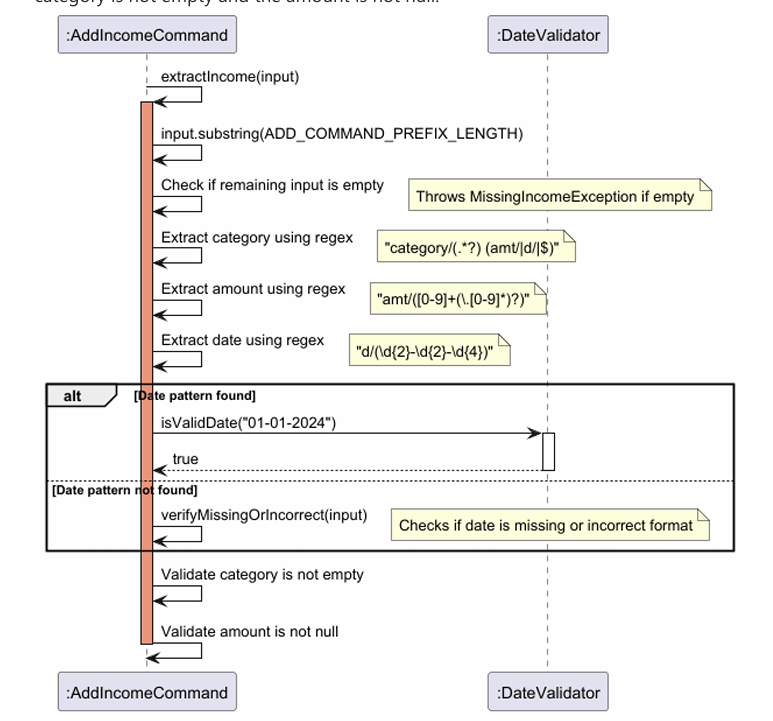 category is not empty and the amount is not null.
:AddIncomeCommand
:DateValidator
extractIncome(input)
input.substring(ADD_COMMAND_PREFIX_LENGTH)
Check if remaining input is empty
Throws MissingIncomeException if empty
Extract category using regex
"category/(.*?) (amt/|d/|$)"
Extract amount using regex
"amt/([0-9]+(\.[0-9]*)?)"
Extract date using regex
"d/(\d{2}-\d{2}-\d{4})"
alt
[Date pattern found]
isValidDate("01-01-2024")
true
[Date pattern not found]
verifyMissingOrIncorrect(input)
Checks if date is missing or incorrect format
Validate category is not empty
Validate amount is not null
:AddIncomeCommand
:DateValidator